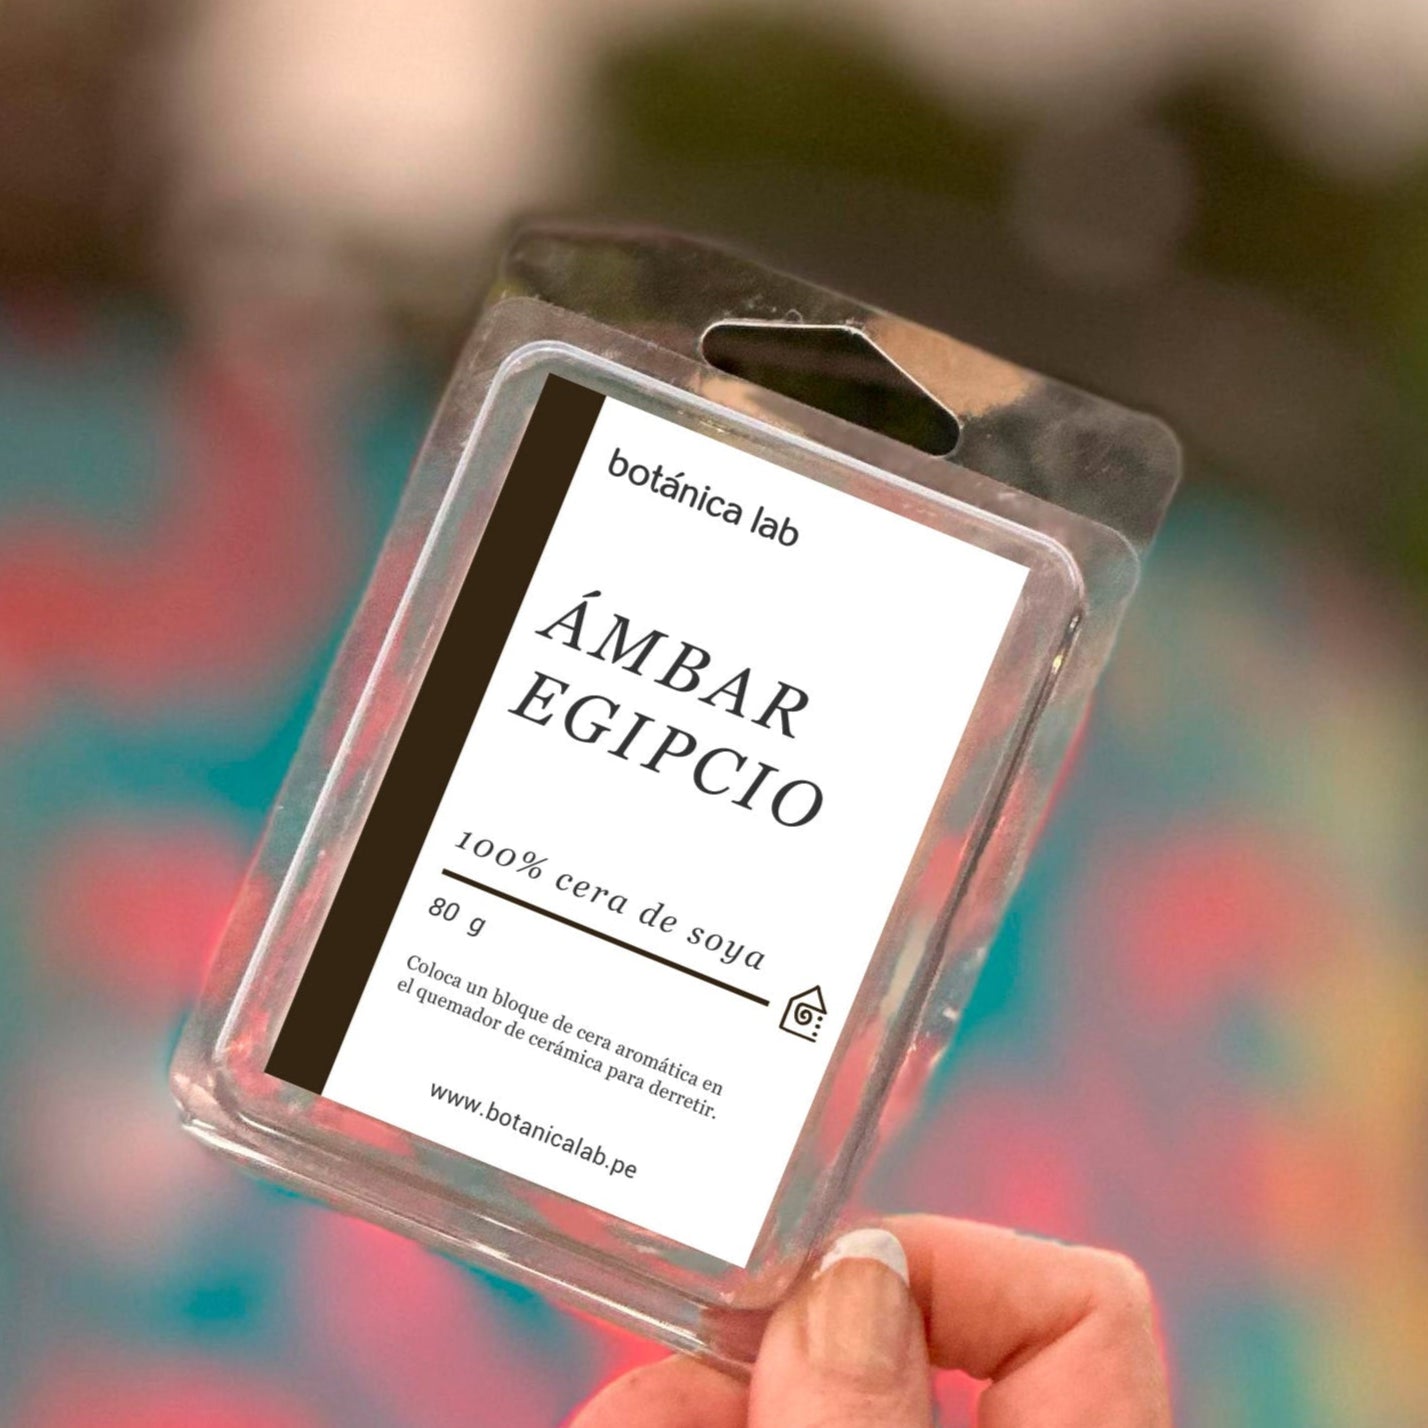 botánica lab
ÁMBAR
EGIPCIO
100% cera de soya
80 g
Coloca un bloque de cera aromática en
el quemador de cerámica para derretir.
www.botanicalab.pe